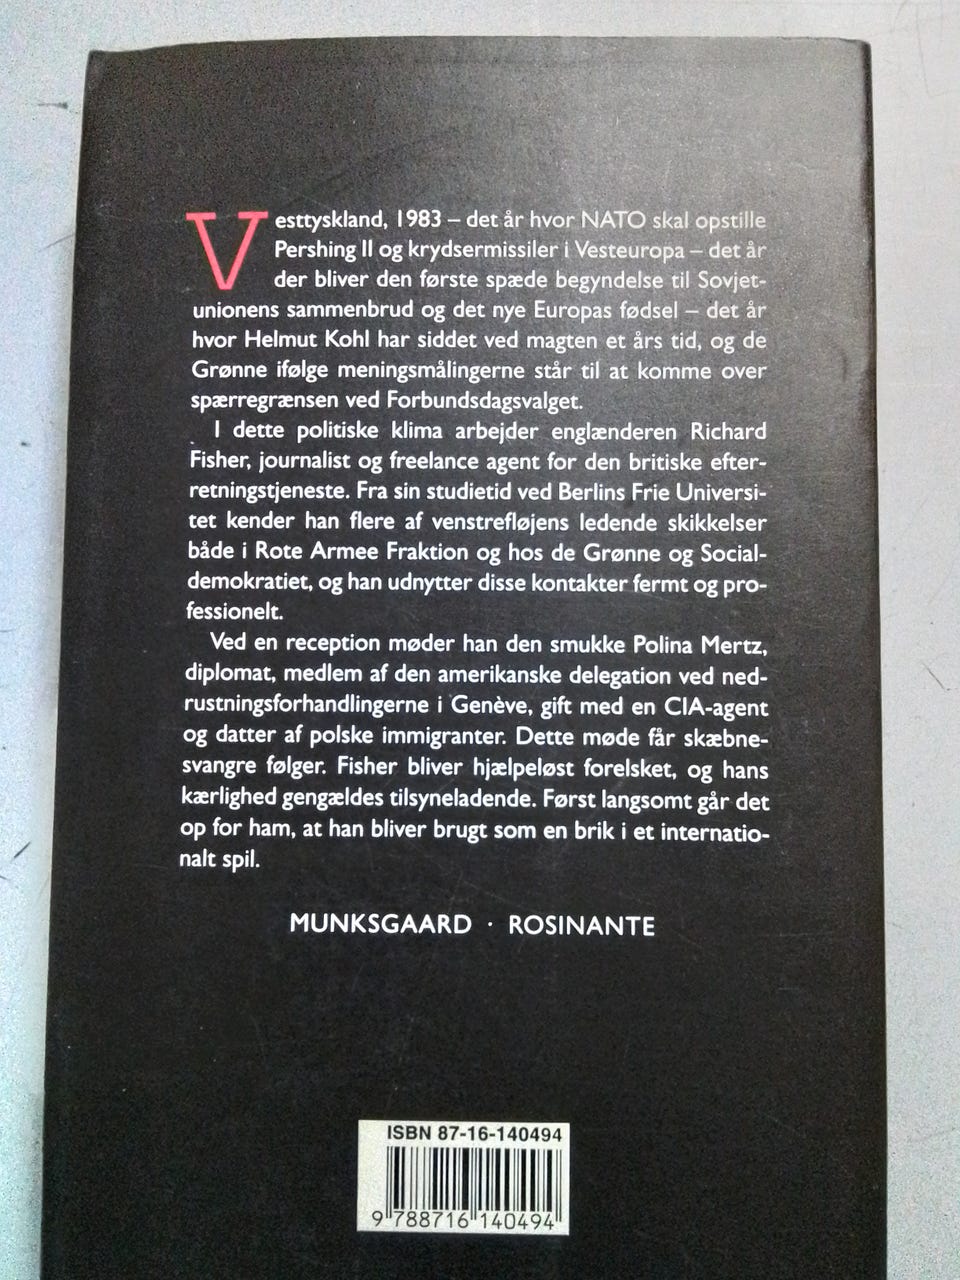 Vesttyskland, 1983 – det år hvor NATO skal opstille
Pershing II og krydsermissiler i Vesteuropa – det år
der bliver den første spæde begyndelse til Sovjet-
unionens sammenbrud og det nye Europas fødsel – det år
hvor Helmut Kohl har siddet ved magten et års tid, og de
Grønne ifølge meningsmålingerne står til at komme over
spærregrænsen ved Forbundsdagsvalget.
I dette politiske klima arbejder englænderen Richard
Fisher, journalist og freelance agent for den britiske efter-
retningstjeneste. Fra sin studietid ved Berlins Frie Universi-
tet kender han flere af venstrefløjens ledende skikkelser
både i Rote Armee Fraktion og hos de Grønne og Social-
demokratiet, og han udnytter disse kontakter fermt og pro-
fessionelt.
Ved en reception møder han den smukke Polina Mertz,
diplomat, medlem af den amerikanske delegation ved ned-
rustningsforhandlingerne i Genève, gift med en CIA-agent
og datter af polske immigranter. Dette møde får skæbne-
svangre følger. Fisher bliver hjælpeløst forelsket, og hans
kærlighed gengældes tilsyneladende. Først langsomt går det
op for ham, at han bliver brugt som en brik i et internatio-
nalt spil.
MUNKSGAARD · ROSINANTE
ISBN 87-16-140494
9 788716 140494